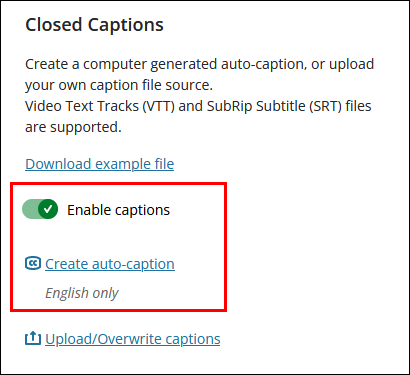 Closed Captions
Create a computer generated auto-caption, or upload
your own caption file source.
Video Text Tracks (VTT) and SubRip Subtitle (SRT) files
are supported.
Download example file
Enable captions
Create auto-caption
English only
Upload/Overwrite captions